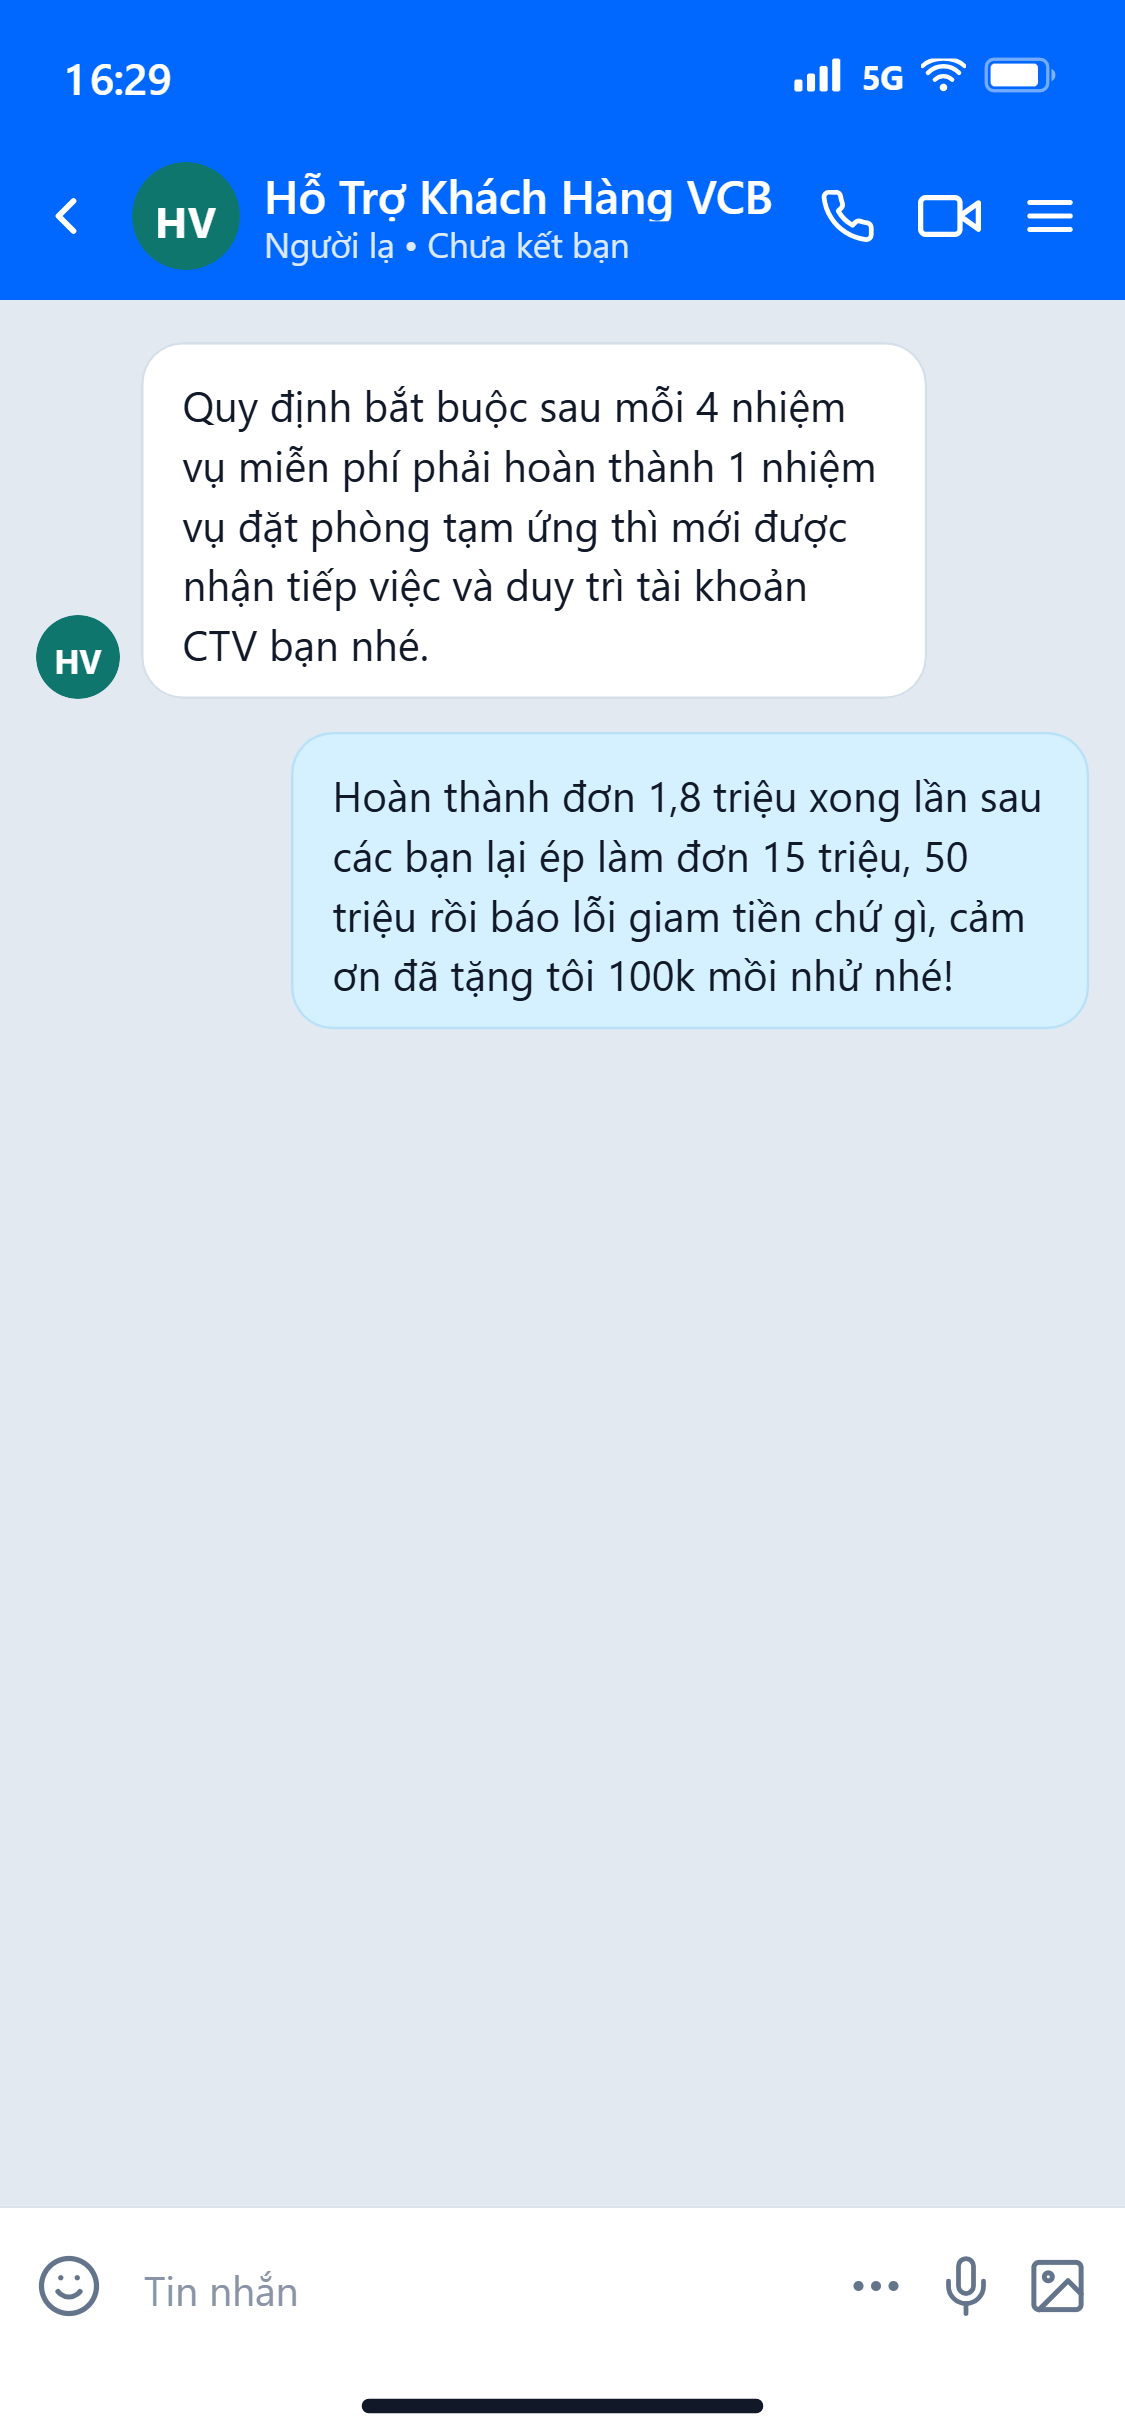 16:29
5G
HV
Hỗ Trợ Khách Hàng VCB
Người lạ • Chưa kết bạn
Quy định bắt buộc sau mỗi 4 nhiệm
vụ miễn phí phải hoàn thành 1 nhiệm
vụ đặt phòng tạm ứng thì mới được
nhận tiếp việc và duy trì tài khoản
CTV bạn nhé.
HV
Hoàn thành đơn 1,8 triệu xong lần sau
các bạn lại ép làm đơn 15 triệu, 50
triệu rồi báo lỗi giam tiền chứ gì, cảm
ơn đã tặng tôi 100k mồi nhử nhé!
Tin nhắn